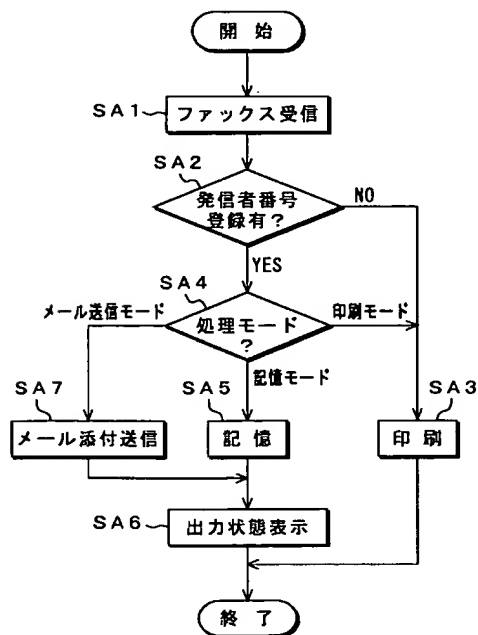 開始
SA1
ファックス受信
SA2
発信者番号
登録有？
NO
YES
SA4
メール送信モード
処理モード
？
印刷モード
記憶モード
SA7
SA5
SA3
メール添付送信
記憶
印刷
SA6
出力状態表示
終了